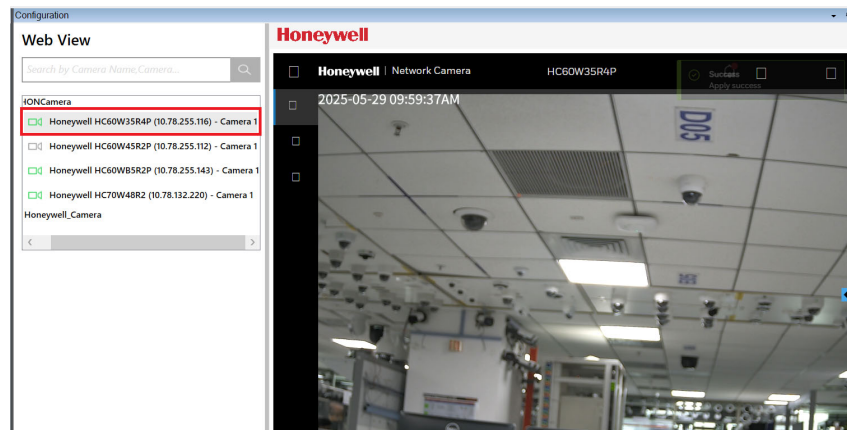 Configuration
Web View
Search by Camera Name,Camera...
HONCamera
Honeywell HC60W35R4P (10.78.255.116) - Camera 1
Honeywell HC60W45R2P (10.78.255.112) - Camera 1
Honeywell HC60WB5R2P (10.78.255.143) - Camera 1
Honeywell HC70W48R2 (10.78.132.220) - Camera 1
Honeywell_Camera
Honeywell
Honeywell | Network Camera
HC60W35R4P
Success
Apply success
2025-05-29 09:59:37AM
D05